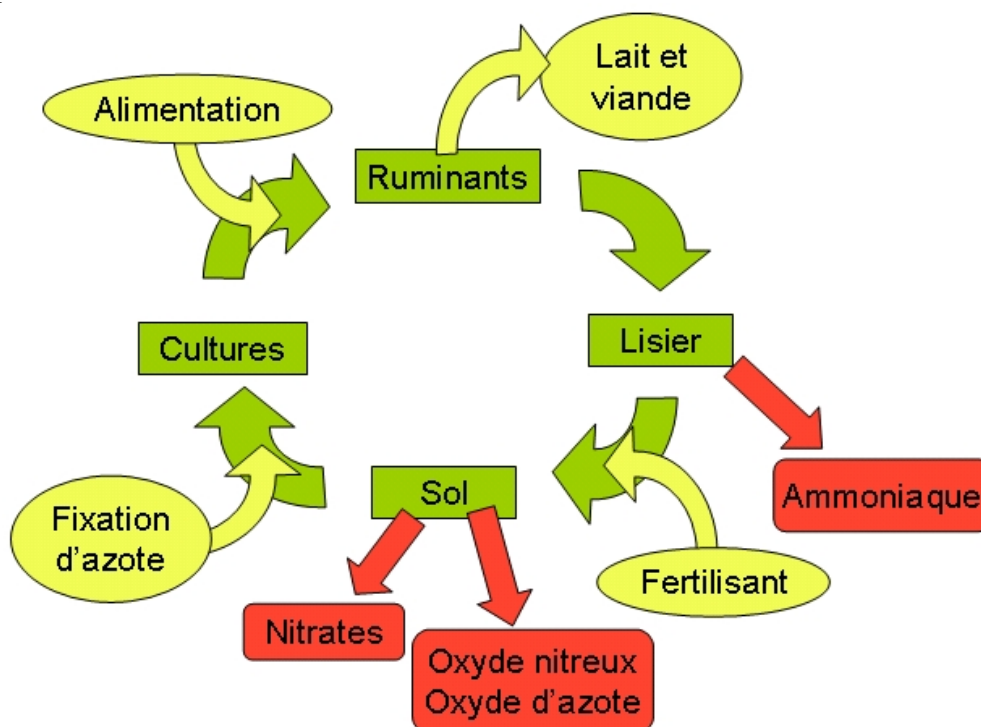 Lait et
viande
Alimentation
Ruminants
Cultures
Lisier
Sol
Ammoniaque
Fixation
d'azote
Fertilisant
Nitrates
Oxyde nitreux
Oxyde d'azote